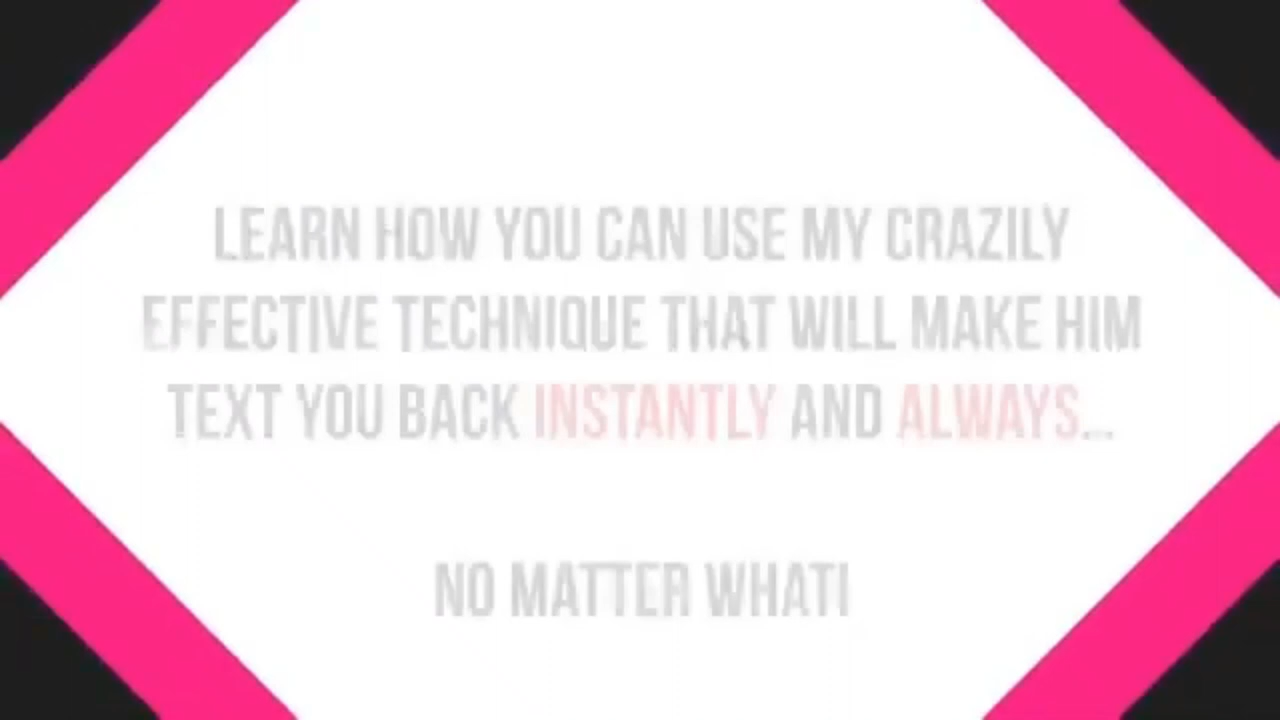 LEARN HOW YOU CAN USE MY CRAZILY
EFFECTIVE TECHNIQUE THAT WILL MAKE HIM
TEXT YOU BACK INSTANTLY AND ALWAYS...
NO MATTER WHAT!